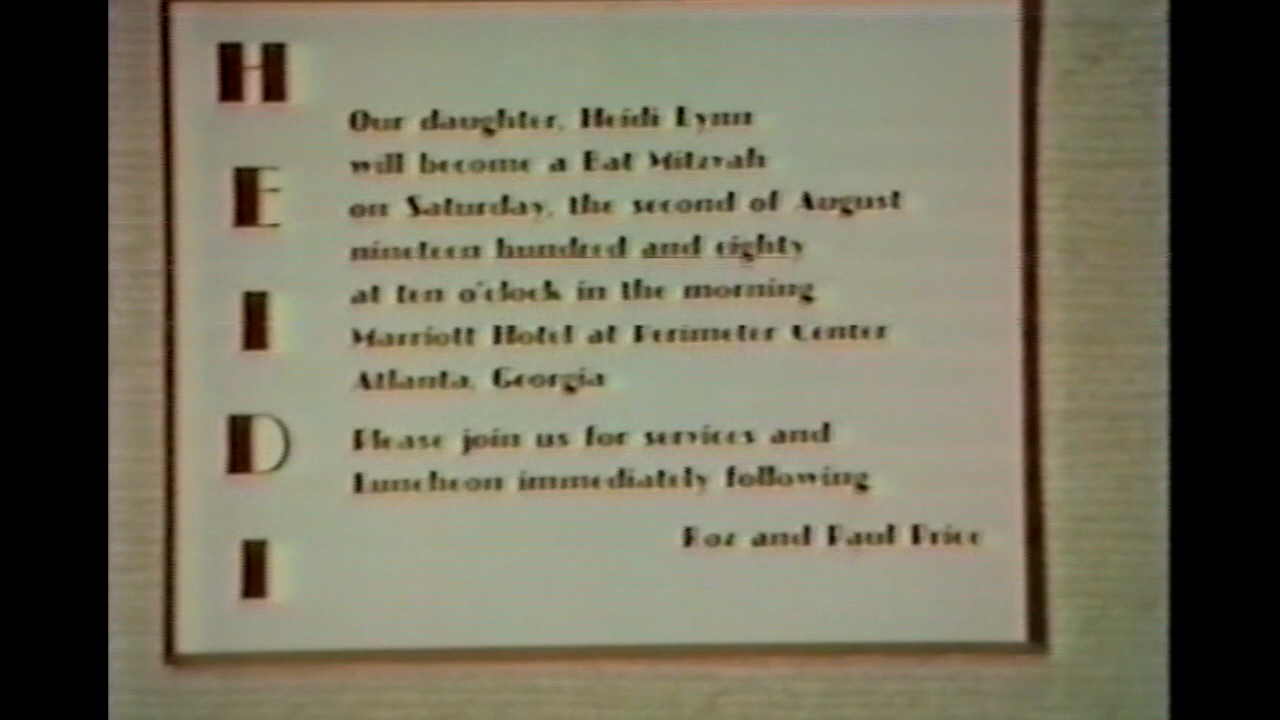 HEIDI
Our daughter, Heidi Lynn
will become a Bat Mitzvah
on Saturday, the second of August
nineteen hundred and eighty
at ten o'clock in the morning
Marriott Hotel at Perimeter Center
Atlanta, Georgia
Please join us for services and
Luncheon immediately following
Roz and Paul Price